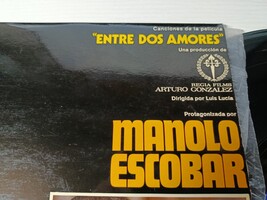 Canciones de la película
"ENTRE DOS AMORES"
Una producción de
REGIA FILMS
ARTURO GONZALEZ
Dirigida por Luis Lucia
Protagonizada por
MANOLO
ESCOBAR